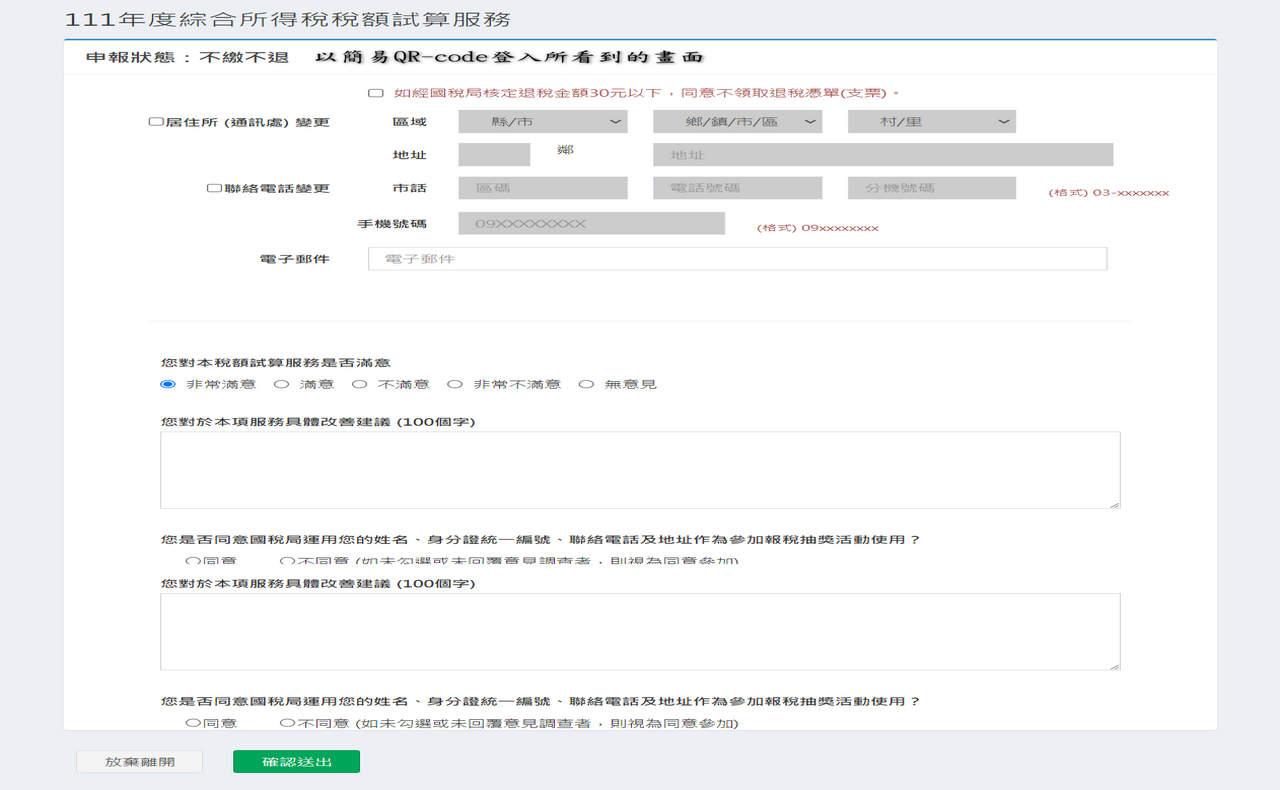 111年度綜合所得稅稅額試算服務
申報狀態：不繳不退 以簡易QR-code登入所看到的畫面
如經國稅局核定退稅金額30元以下，同意不領取退稅憑單(支票)。
居住所 (通訊處) 變更 區域 縣/市 鄉/鎮/市/區 村/里
地址 鄰 地址
聯絡電話變更 市話 區碼 電話號碼 分機號碼 (格式) 03-xxxxxxx
手機號碼 09XXXXXXXX (格式) 09xxxxxxxx
電子郵件 電子郵件
您對本稅額試算服務是否滿意
非常滿意 滿意 不滿意 非常不滿意 無意見
您對於本項服務具體改善建議 (100個字)
您是否同意國稅局運用您的姓名、身分證統一編號、聯絡電話及地址作為參加報稅抽獎活動使用？
同意 不同意 (如未勾選或未回覆意見調查者，則視為同意參加)
您對於本項服務具體改善建議 (100個字)
您是否同意國稅局運用您的姓名、身分證統一編號、聯絡電話及地址作為參加報稅抽獎活動使用？
同意 不同意 (如未勾選或未回覆意見調查者，則視為同意參加)
放棄離開 確認送出